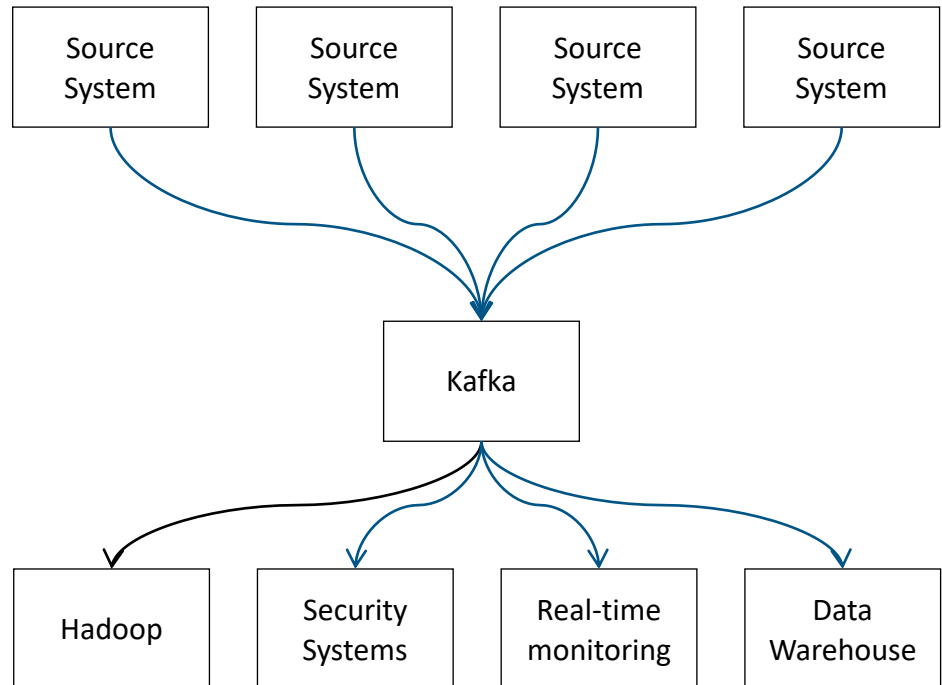 Source
System
Source
System
Source
System
Source
System
Kafka
Hadoop
Security
Systems
Real-time
monitoring
Data
Warehouse